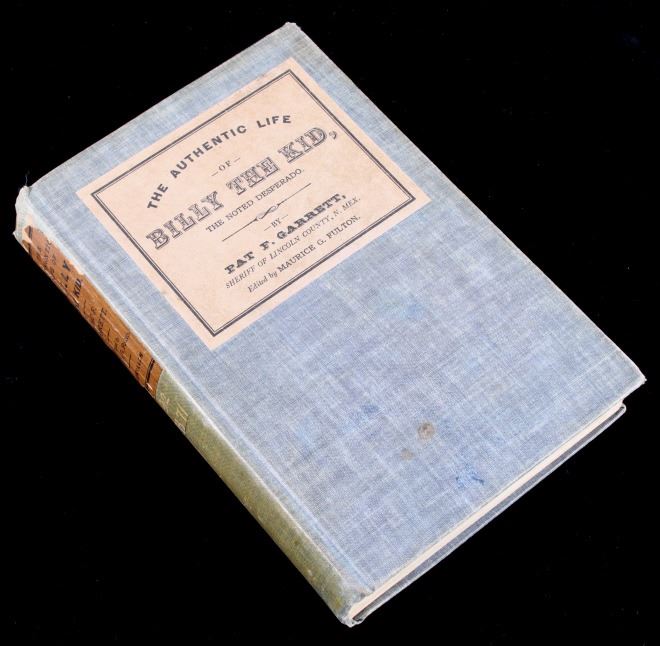 THE AUTHENTIC LIFE
—OF—
BILLY THE KID,
THE NOTED DESPERADO.
—BY—
PAT F. GARRETT,
SHERIFF OF LINCOLN COUNTY, N. MEX.
Edited by MAURICE G. FULTON.